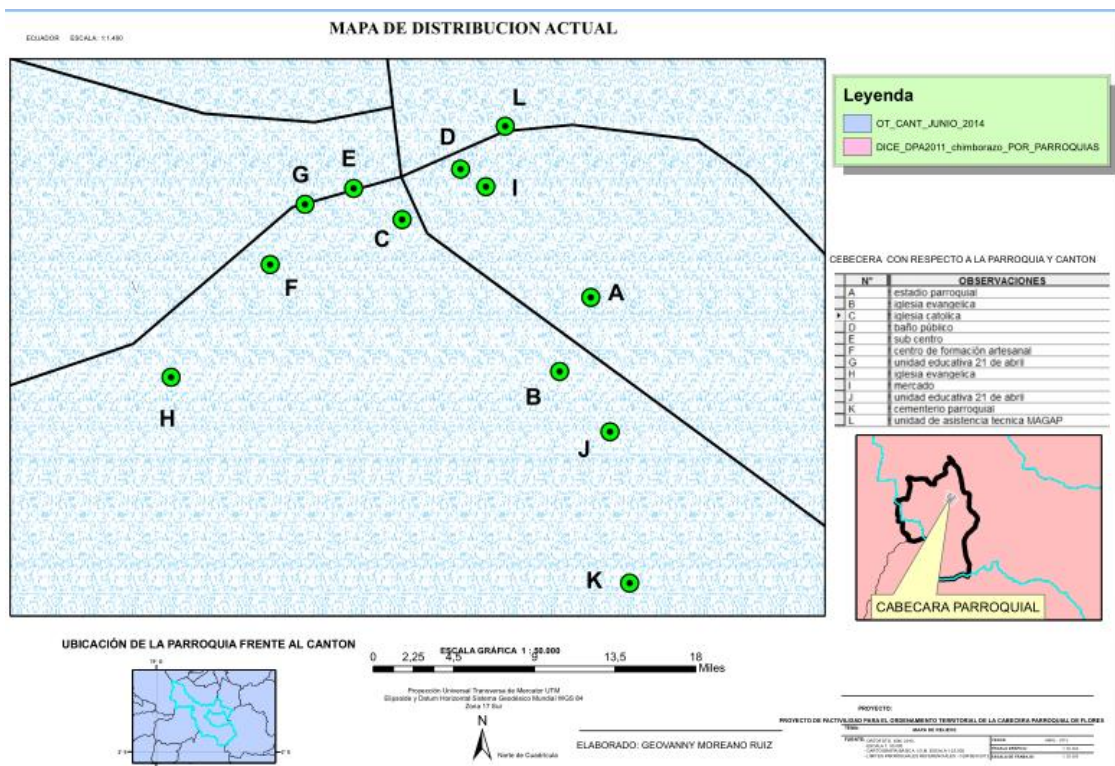 MAPA DE DISTRIBUCION ACTUAL
ECUADOR ESCALA: 1:1.400
L
D
E
I
G
C
F
A
B
H
J
K
Leyenda
OT_CANT_JUNIO_2014
DICE_DPA2011_chimborazo_POR_PARROQUIAS
CEBECERA CON RESPECTO A LA PARROQUIA Y CANTON
N° OBSERVACIONES
A estadio parroquial
B iglesia evangelica
C iglesia catolica
D baño público
E sub centro
F centro de formación artesanal
G unidad educativa 21 de abril
H iglesia evangelica
I mercado
J unidad educativa 21 de abril
K cementerio parroquial
L unidad de asistencia tecnica MAGAP
CABECARA PARROQUIAL
UBICACIÓN DE LA PARROQUIA FRENTE AL CANTON
ESCALA GRÁFICA 1 : 50.000
0 2,25 4,5 9 13,5 18
Miles
Proyección Universal Transversa de Mercator UTM
Elipsoide y Datum Horizontal Sistema Geodésico Mundial WGS 84
Zona 17 Sur
N
Norte de Cuadrícula
ELABORADO: GEOVANNY MOREANO RUIZ
PROYECTO:
PROYECTO DE FACTIVILIDAD PARA EL ORDENAMIENTO TERRITORIAL DE LA CABECERA PARROQUIAL DE FLORES